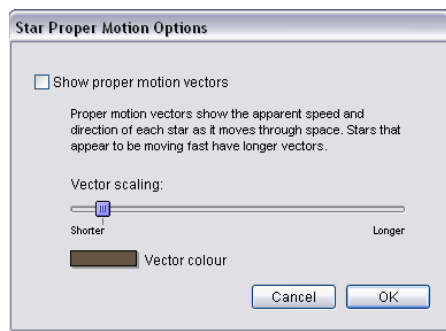 Star Proper Motion Options
Show proper motion vectors
Proper motion vectors show the apparent speed and
direction of each star as it moves through space. Stars that
appear to be moving fast have longer vectors.
Vector scaling:
Shorter Longer
Vector colour
Cancel OK